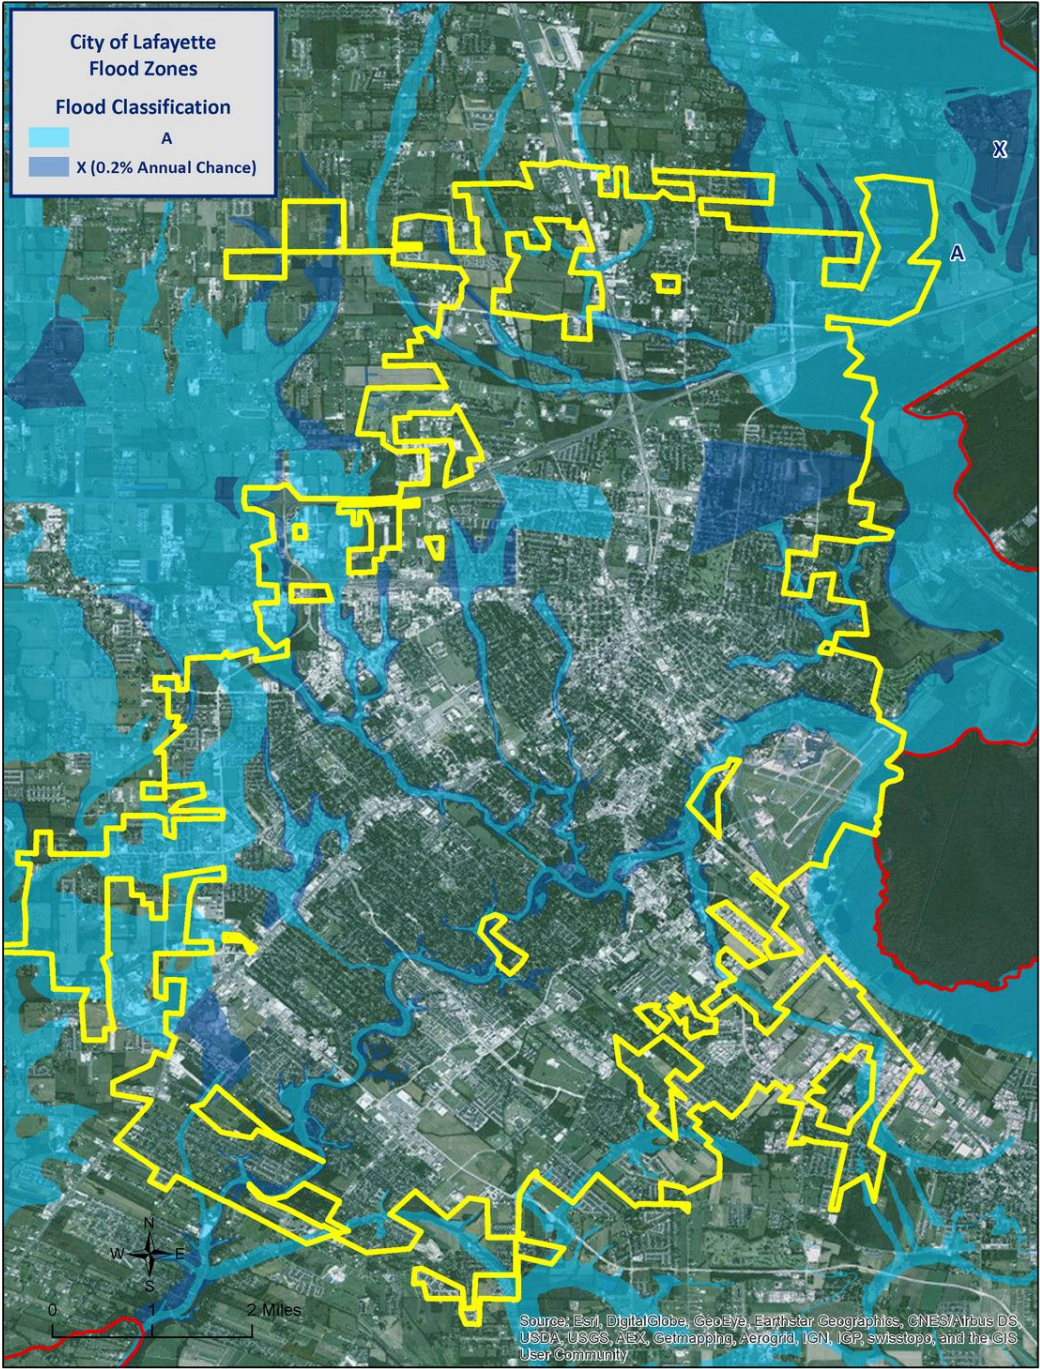 City of Lafayette
Flood Zones
Flood Classification
A
X (0.2% Annual Chance)
X
A
N
W E
S
0 1 2 Miles
Source: Esri, DigitalGlobe, GeoEye, Earthstar Geographics, CNES/Airbus DS,
USDA, USGS, AEX, Getmapping, Aerogrid, IGN, IGP, swisstopo, and the GIS
User Community